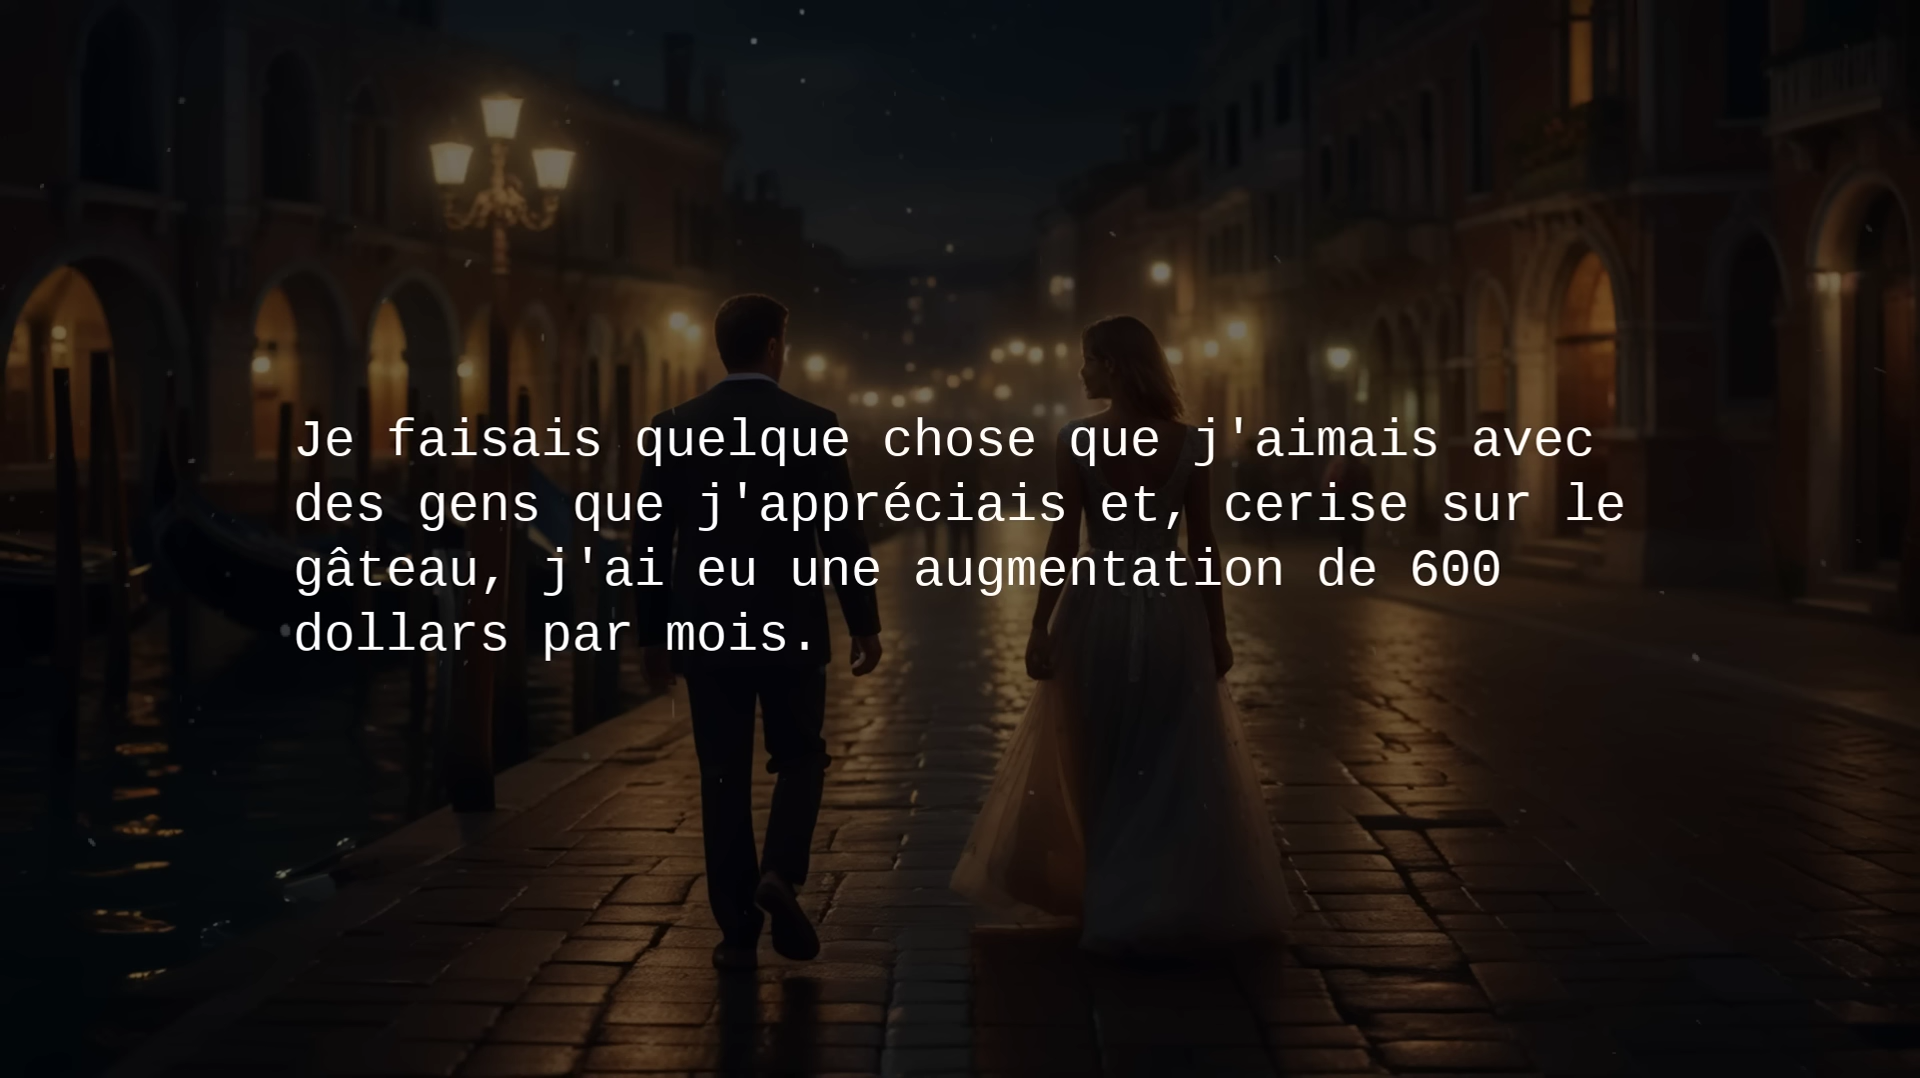 Je faisais quelque chose que j'aimais avec
des gens que j'appréciais et, cerise sur le
gâteau, j'ai eu une augmentation de 600
dollars par mois.